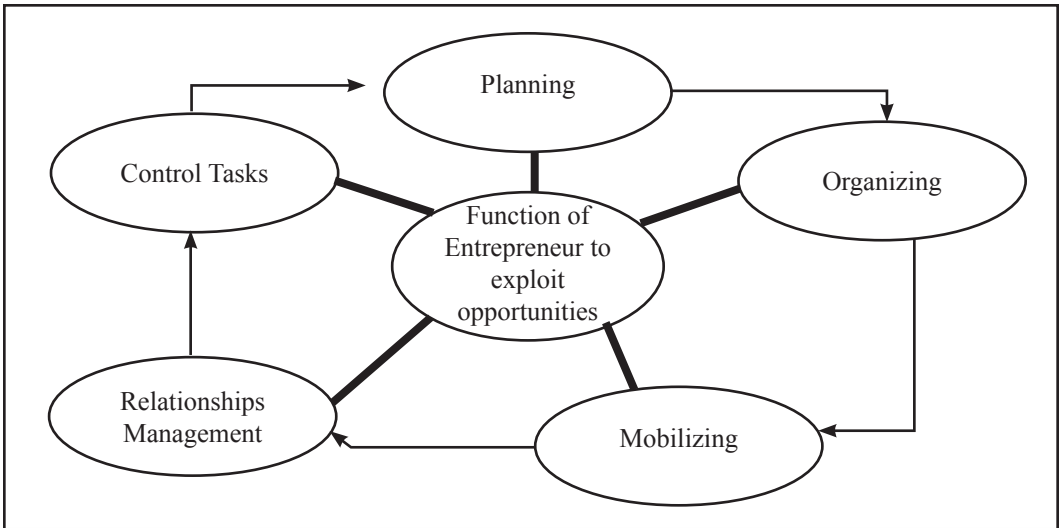 Planning
Control Tasks
Organizing
Function of
Entrepreneur to
exploit
opportunities
Relationships
Management
Mobilizing